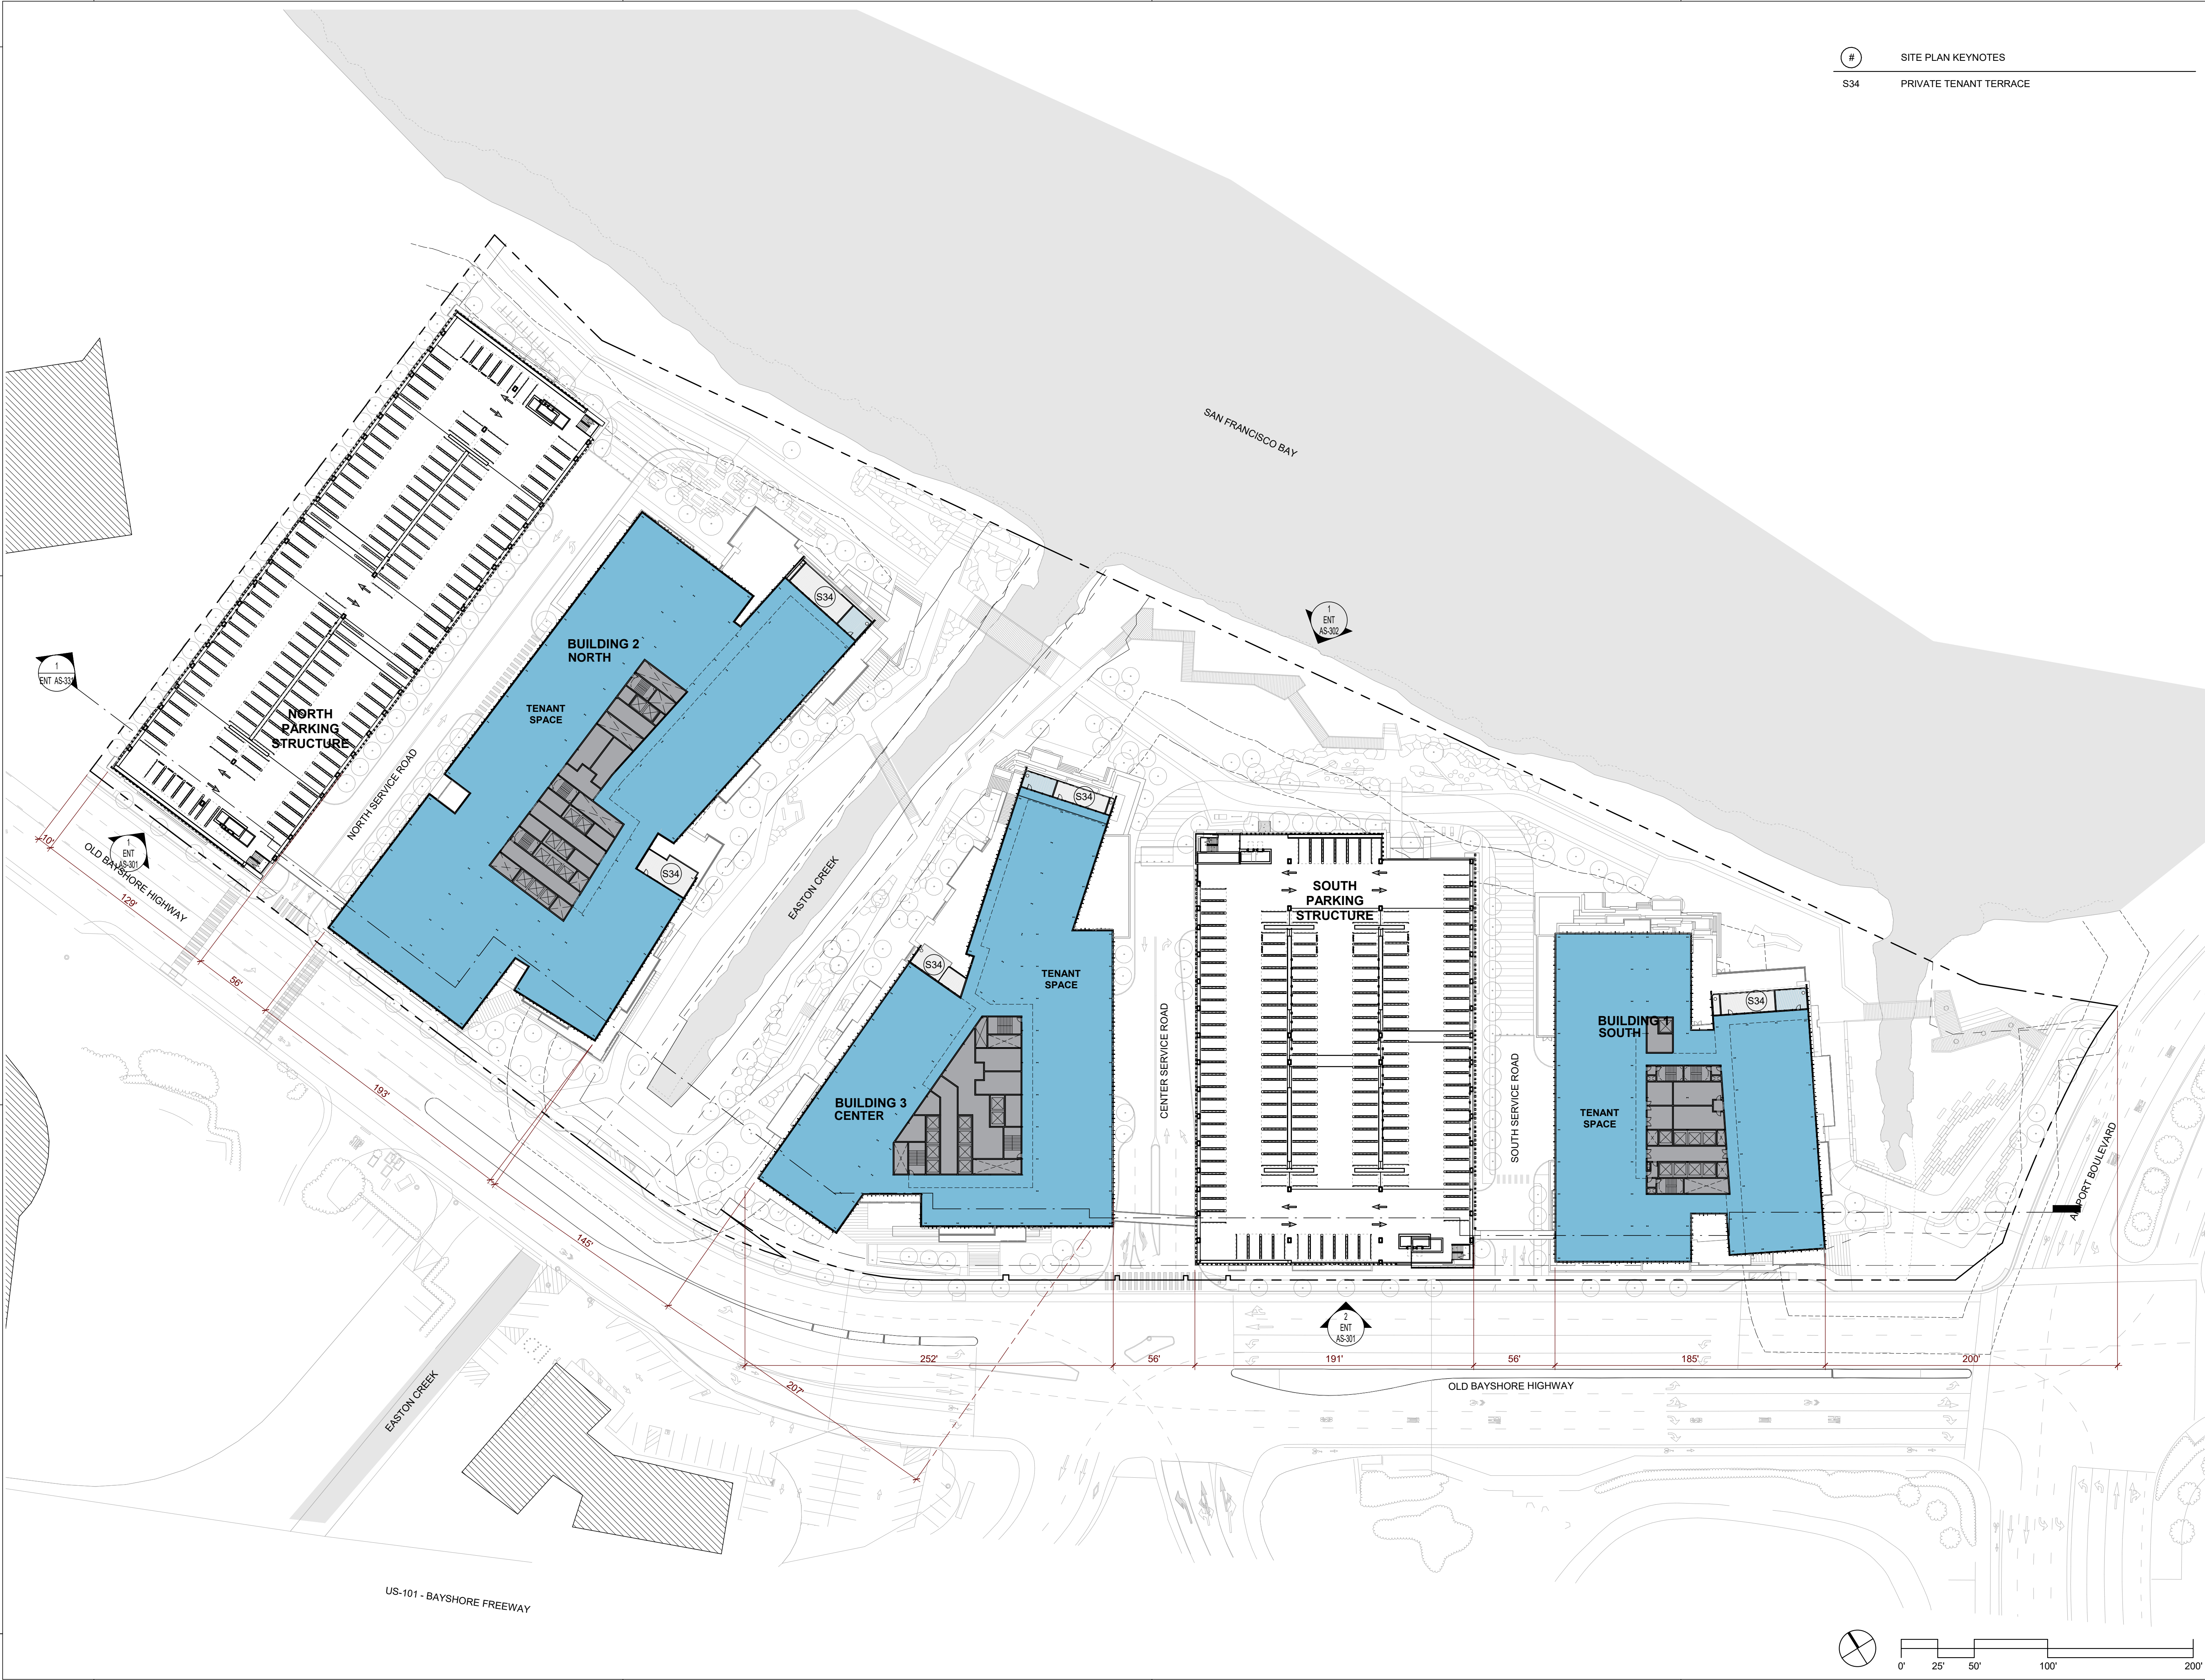 # SITE PLAN KEYNOTES
S34 PRIVATE TENANT TERRACE
SAN FRANCISCO BAY
S34
1
ENT
AS-302
BUILDING 2
NORTH
TENANT
SPACE
1
NORTH
PARKING
STRUCTURE
NORTH SERVICE ROAD
S34
S34
10'
1
ENT
AS-301
OLD BAYSHORE HIGHWAY
129'
56'
193'
145'
207'
EASTON CREEK
S34
SOUTH
PARKING
STRUCTURE
TENANT
SPACE
S34
BUILDING 1
SOUTH
CENTER SERVICE ROAD
SOUTH SERVICE ROAD
BUILDING 3
CENTER
TENANT
SPACE
AIRPORT BOULEVARD
2
ENT
AS-301
252'
56'
191'
56'
185'
200'
OLD BAYSHORE HIGHWAY
EASTON CREEK
US-101 - BAYSHORE FREEWAY
0' 25' 50' 100' 200'